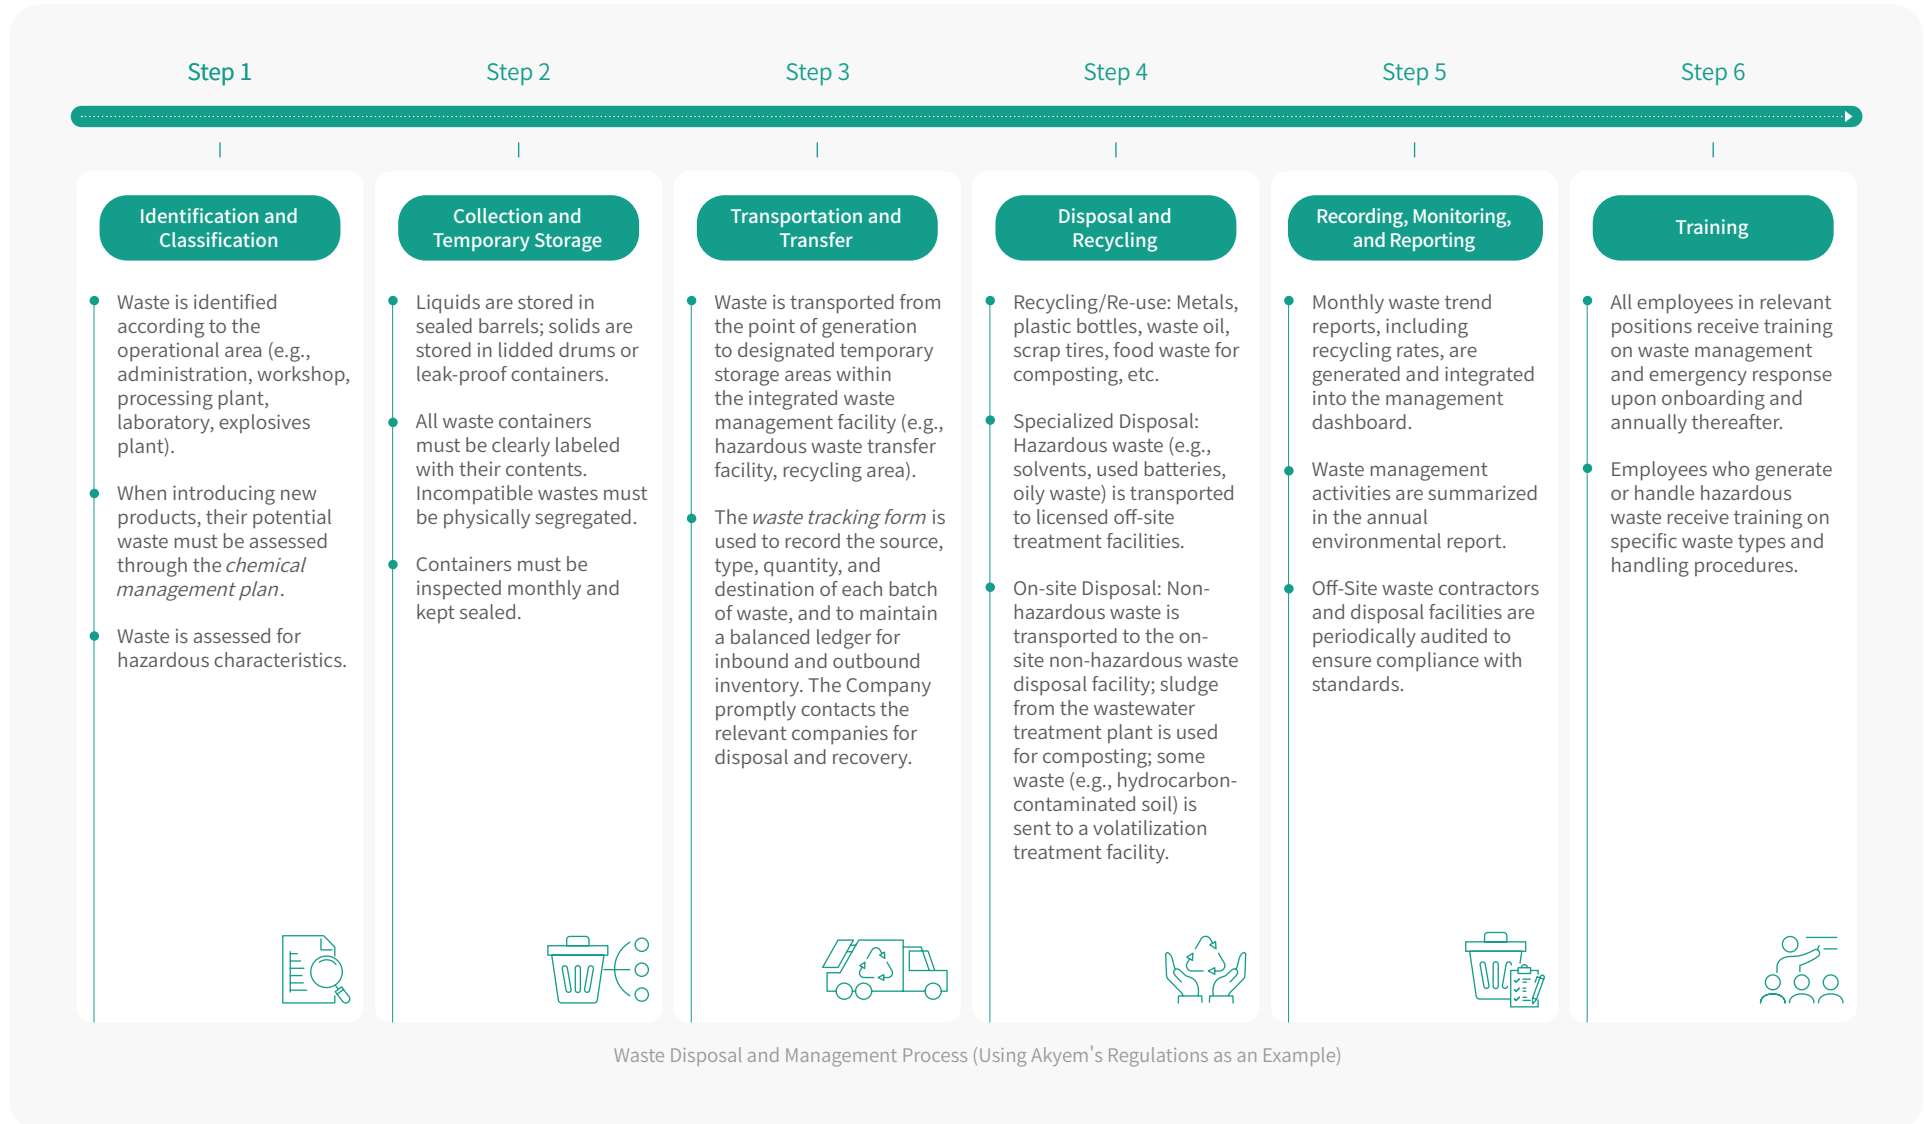 Step 1
Step 2
Step 3
Step 4
Step 5
Step 6
Identification and
Classification
Waste is identified
according to the
operational area (e.g.,
administration, workshop,
processing plant,
laboratory, explosives
plant).
When introducing new
products, their potential
waste must be assessed
through the chemical
management plan.
Waste is assessed for
hazardous characteristics.
Collection and
Temporary Storage
Liquids are stored in
sealed barrels; solids are
stored in lidded drums or
leak-proof containers.
All waste containers
must be clearly labeled
with their contents.
Incompatible wastes must
be physically segregated.
Containers must be
inspected monthly and
kept sealed.
Transportation and
Transfer
Waste is transported from
the point of generation
to designated temporary
storage areas within
the integrated waste
management facility (e.g.,
hazardous waste transfer
facility, recycling area).
The waste tracking form is
used to record the source,
type, quantity, and
destination of each batch
of waste, and to maintain
a balanced ledger for
inbound and outbound
inventory. The Company
promptly contacts the
relevant companies for
disposal and recovery.
Disposal and
Recycling
Recycling/Re-use: Metals,
plastic bottles, waste oil,
scrap tires, food waste for
composting, etc.
Specialized Disposal:
Hazardous waste (e.g.,
solvents, used batteries,
oily waste) is transported
to licensed off-site
treatment facilities.
On-site Disposal: Non-
hazardous waste is
transported to the on-
site non-hazardous waste
disposal facility; sludge
from the wastewater
treatment plant is used
for composting; some
waste (e.g., hydrocarbon-
contaminated soil) is
sent to a volatilization
treatment facility.
Recording, Monitoring,
and Reporting
Monthly waste trend
reports, including
recycling rates, are
generated and integrated
into the management
dashboard.
Waste management
activities are summarized
in the annual
environmental report.
Off-Site waste contractors
and disposal facilities are
periodically audited to
ensure compliance with
standards.
Training
All employees in relevant
positions receive training
on waste management
and emergency response
upon onboarding and
annually thereafter.
Employees who generate
or handle hazardous
waste receive training on
specific waste types and
handling procedures.
Waste Disposal and Management Process (Using Akyem's Regulations as an Example)